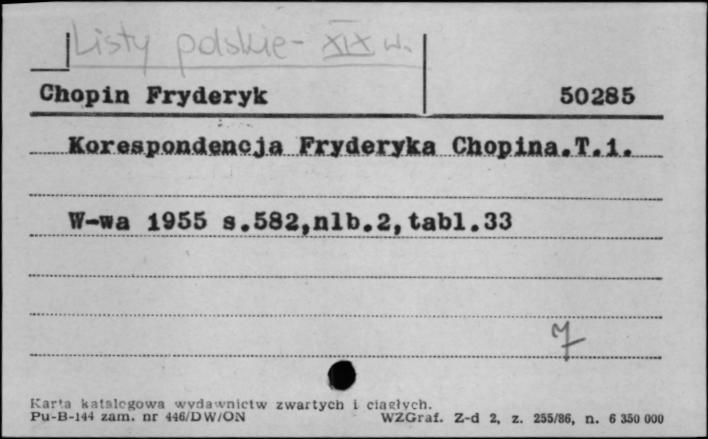 Listy polskie - XIX w.
Chopin Fryderyk 50285
Korespondencja Fryderyka Chopina.T.1.
W-wa 1955 s.582,nlb.2,tabl.33
7
Karta katalogowa wydawnictw zwartych i ciągłych.
Pu-B-144 zam. nr 446/DW/ON WZGraf. Z-d 2, z. 255/86, n. 6 350 000